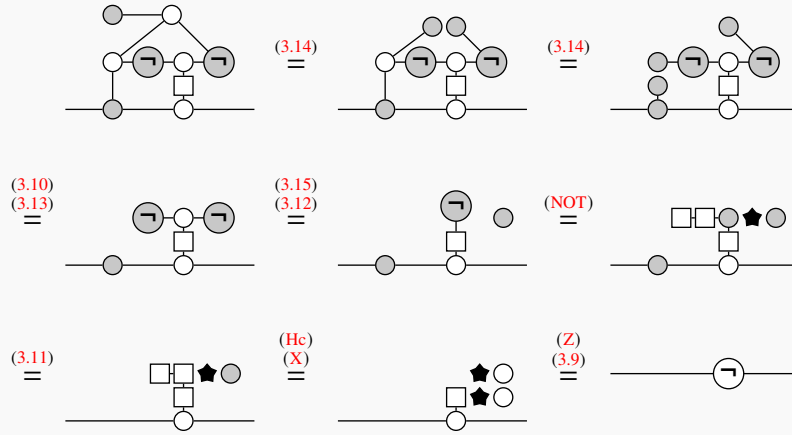 ¬ ¬ (3.14) = ¬ ¬ (3.14) = ¬ ¬
(3.10) (3.15)
(3.13) = ¬ ¬ (3.12) = ¬ (NOT) =
(Hc) (Z)
(3.11) = (X) = (3.9) = ¬